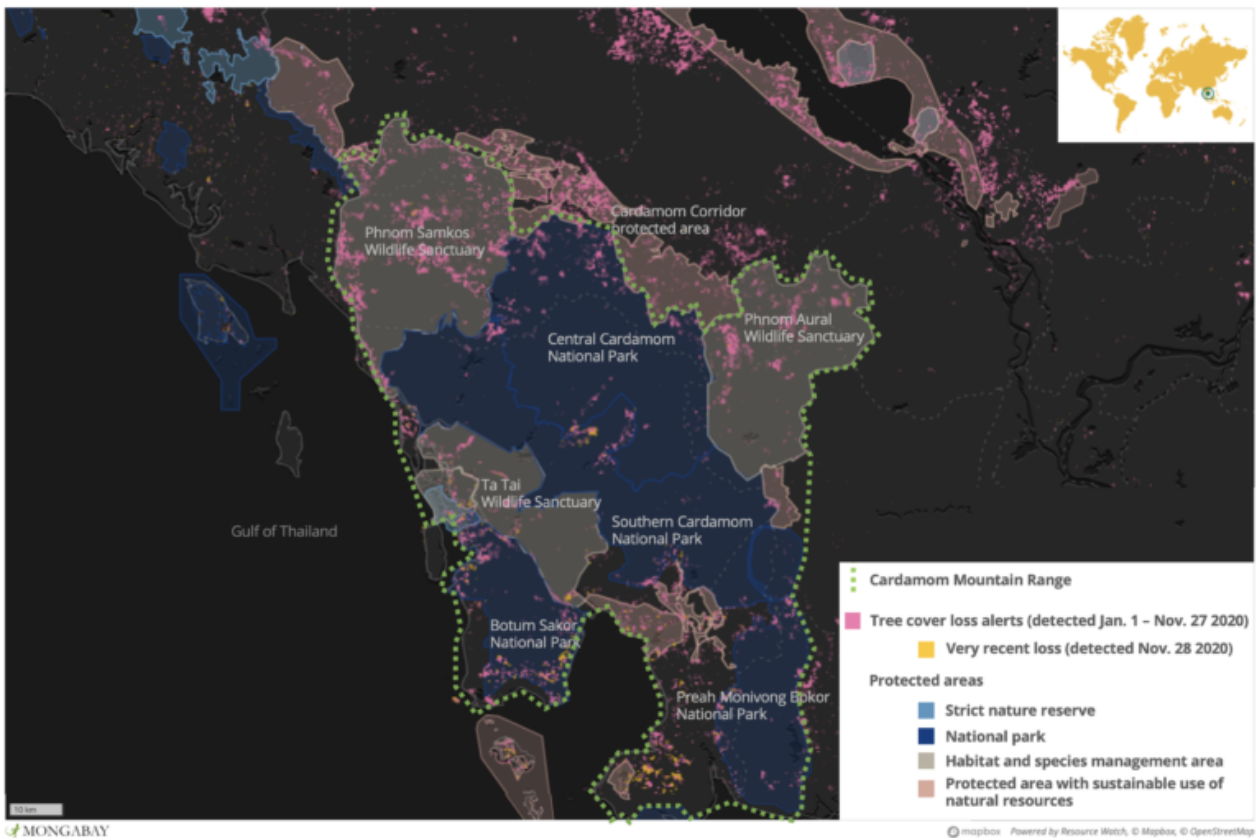 Cardamom Corridor
protected area
Phnom Samkos
Wildlife Sanctuary
Phnom Aural
Wildlife Sanctuary
Central Cardamom
National Park
Ta Tai
Wildlife Sanctuary
Southern Cardamom
National Park
Gulf of Thailand
Botum Sakor
National Park
Preah Monivong Bokor
National Park
Cardamom Mountain Range
Tree cover loss alerts (detected Jan. 1 – Nov. 27 2020)
Very recent loss (detected Nov. 28 2020)
Protected areas
Strict nature reserve
National park
Habitat and species management area
Protected area with sustainable use of
natural resources
10 km
MONGABAY
mapbox Powered by Resource Watch, © Mapbox, © OpenStreetMap